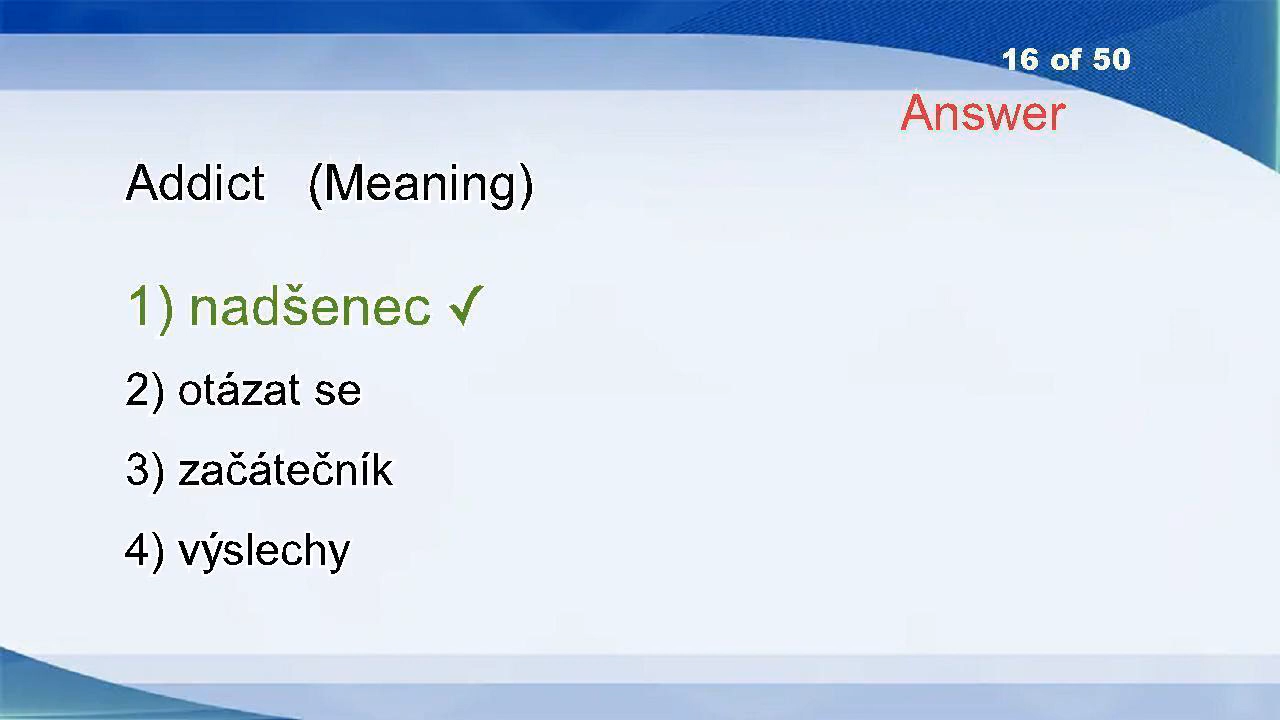 16 of 50
Answer
Addict (Meaning)
1) nadšenec ✓
2) otázat se
3) začátečník
4) výslechy